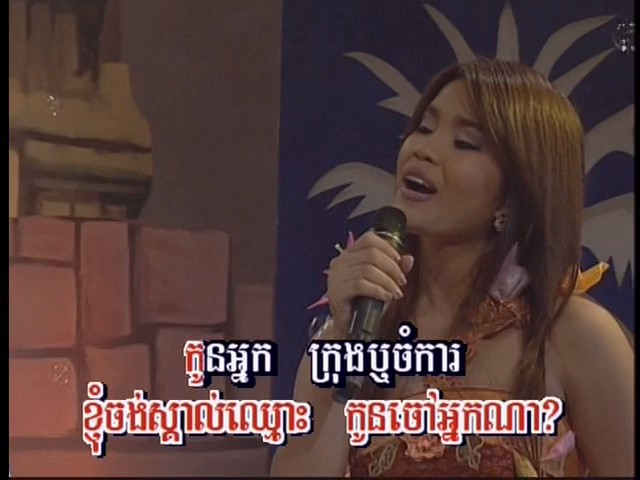 កូនអ្នក ក្រុងឬចំការ
ខ្ញុំចង់ស្គាល់ឈ្មោះ កូនចៅអ្នកណា?